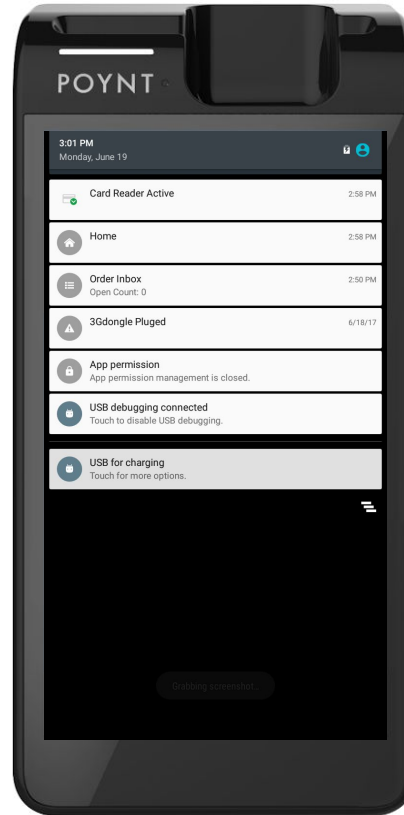 POYNT
3:01 PM
Monday, June 19
Card Reader Active 2:58 PM
Home 2:58 PM
Order Inbox 2:50 PM
Open Count: 0
3Gdongle Pluged 6/18/17
App permission
App permission management is closed.
USB debugging connected
Touch to disable USB debugging.
USB for charging
Touch for more options.
Grabbing screenshot...